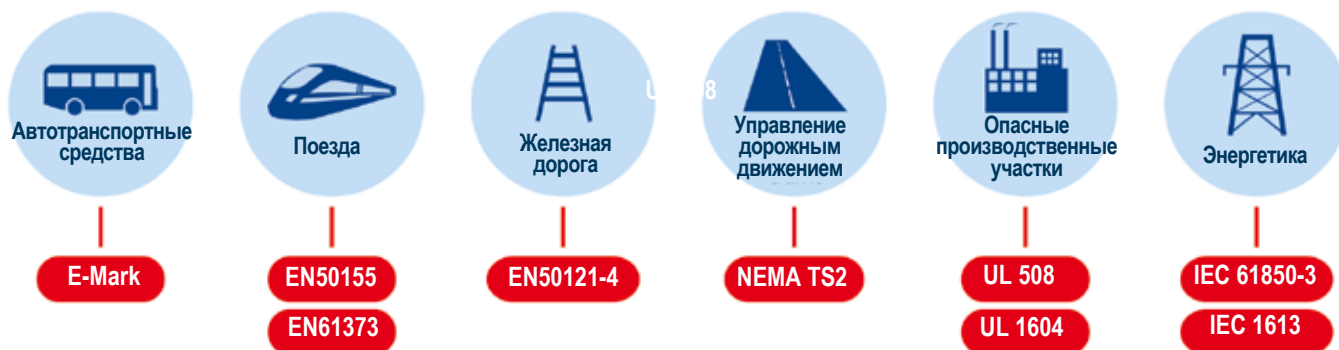 Автотранспортные
средства
Поезда
Железная
дорога
Управление
дорожным
движением
Опасные
производственные
участки
Энергетика
E-Mark
EN50155
EN61373
EN50121-4
NEMA TS2
UL 508
UL 1604
IEC 61850-3
IEC 1613